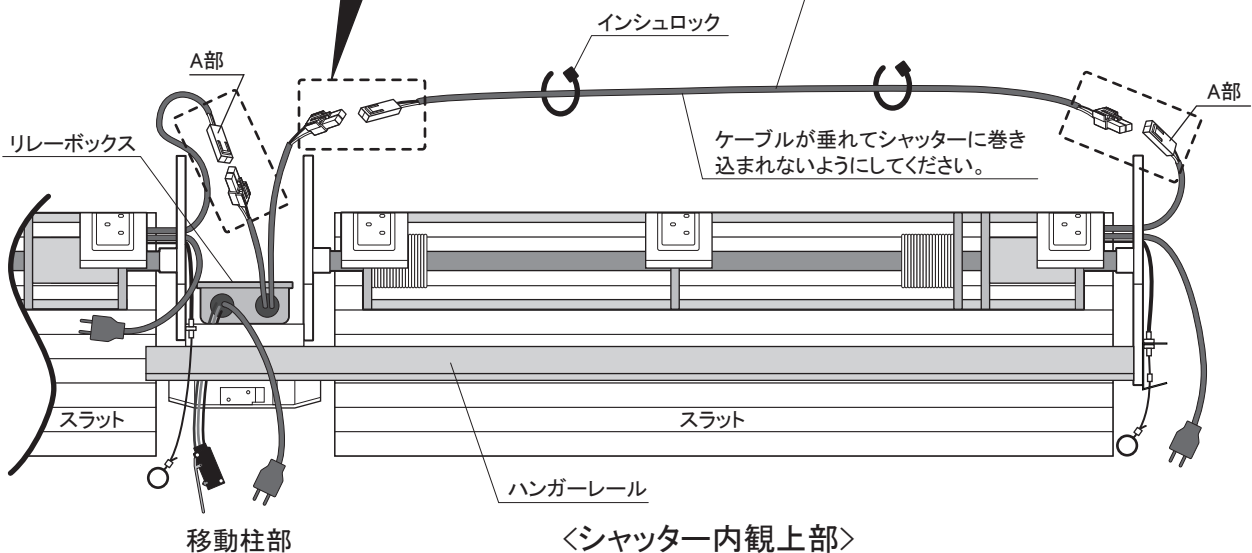 インシュロック
A部
A部
リレーボックス
ケーブルが垂れてシャッターに巻き
込まれないようにしてください。
スラット
スラット
ハンガーレール
移動柱部
<シャッター内観上部>